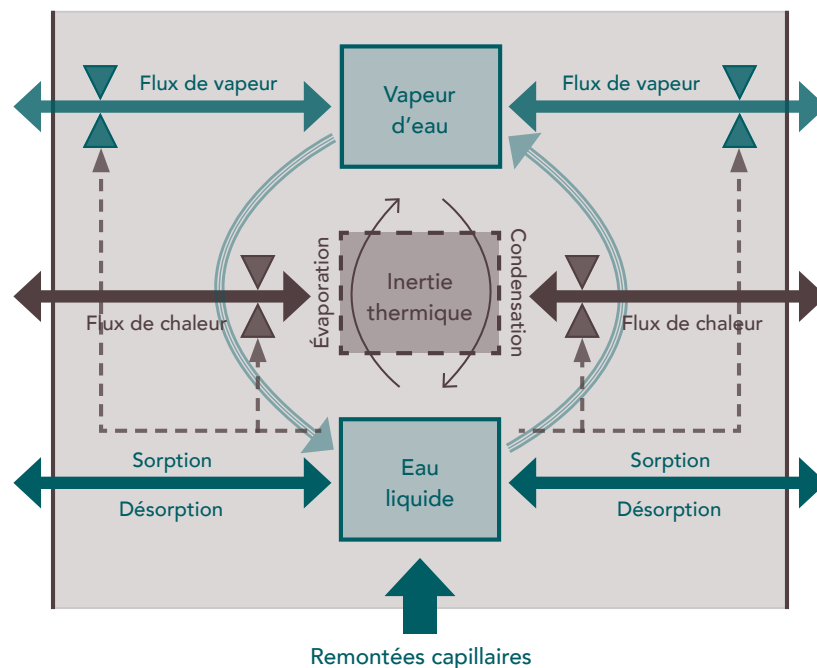 Flux de vapeur
Vapeur
d'eau
Flux de vapeur
Évaporation
Inertie
thermique
Condensation
Flux de chaleur
Flux de chaleur
Sorption
Désorption
Eau
liquide
Sorption
Désorption
Remontées capillaires